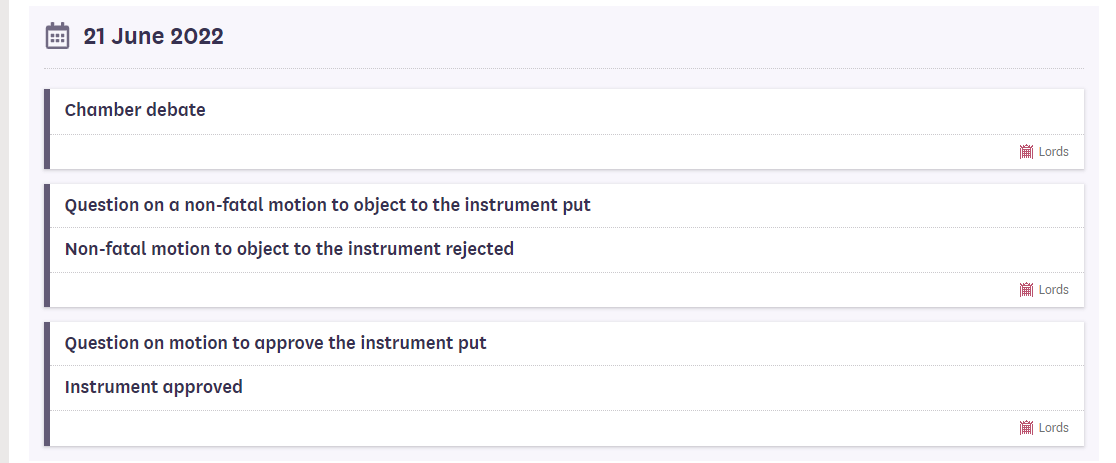 21 June 2022
Chamber debate
Lords
Question on a non-fatal motion to object to the instrument put
Non-fatal motion to object to the instrument rejected
Lords
Question on motion to approve the instrument put
Instrument approved
Lords